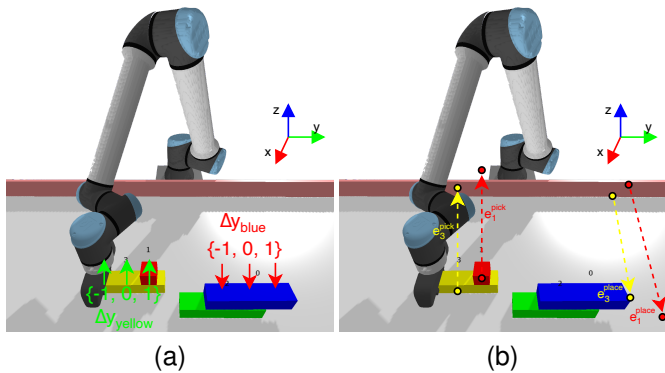 z
y
x
Δy_blue
{-1, 0, 1}
3 1
0
{-1, 0, 1}
Δy_yellow
(a)
z
y
x
e_3^pick
e_1^pick
3 1
0
e_3^place
e_1^place
(b)